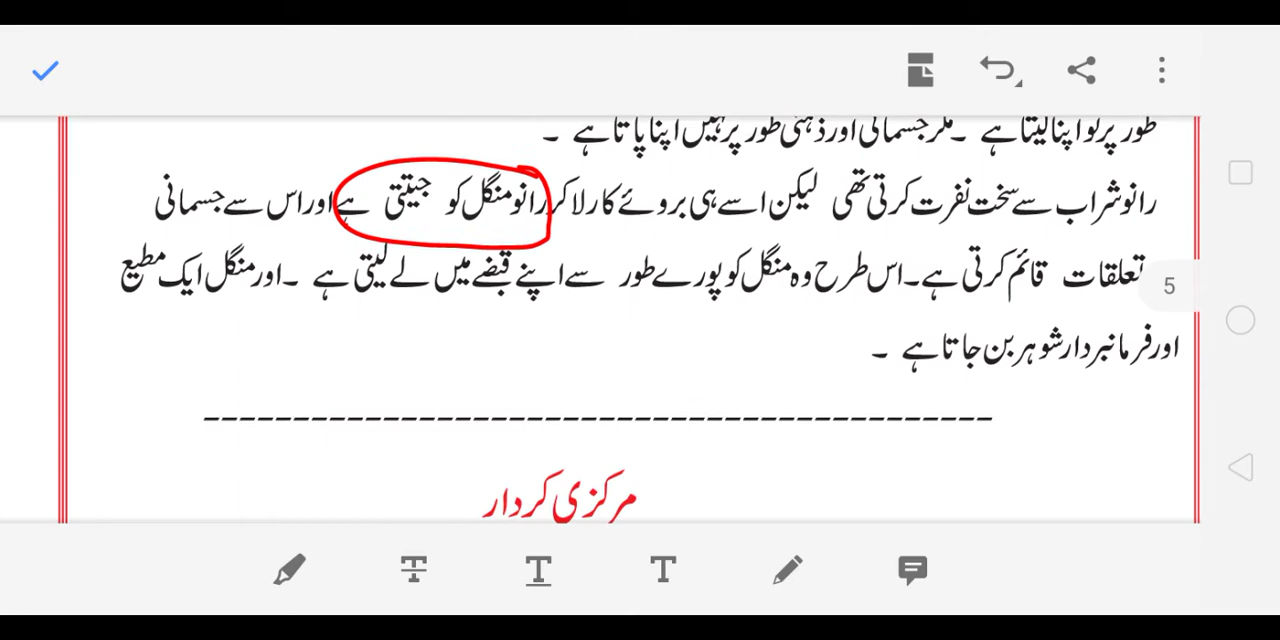 طور پر تو اپنا لیتا ہے ۔ مگر جسمانی اور ذہنی طور پر نہیں اپنا پاتا ہے ۔
رانو شراب سے سخت نفرت کرتی تھی لیکن اسے ہی بروئے کار لا کر رانو منگل کو جیتتی ہے اور اس سے جسمانی
تعلقات قائم کرتی ہے ۔ اس طرح وہ منگل کو پورے طور سے اپنے قبضے میں لے لیتی ہے ۔ اور منگل ایک مطیع
5
اور فرمانبردار شوہر بن جاتا ہے ۔
----------------------------------------
مرکزی کردار